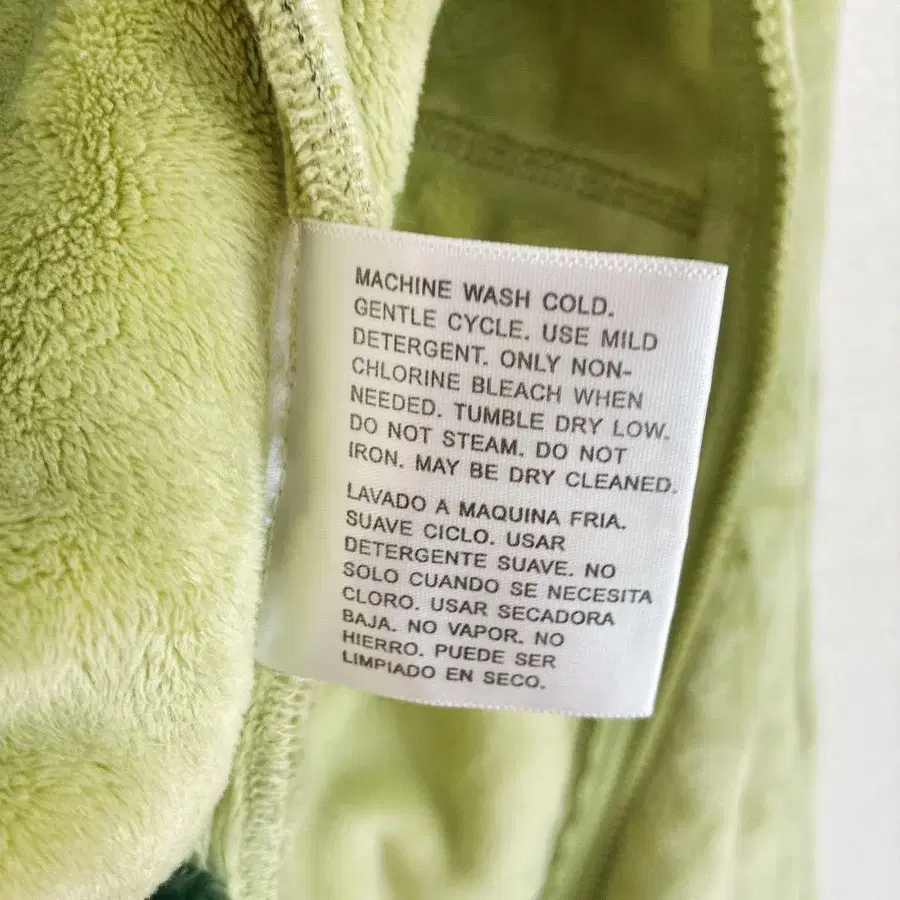 MACHINE WASH COLD.
GENTLE CYCLE. USE MILD
DETERGENT. ONLY NON-
CHLORINE BLEACH WHEN
NEEDED. TUMBLE DRY LOW.
DO NOT STEAM. DO NOT
IRON. MAY BE DRY CLEANED.
LAVADO A MAQUINA FRIA.
SUAVE CICLO. USAR
DETERGENTE SUAVE. NO
SOLO CUANDO SE NECESITA
CLORO. USAR SECADORA
BAJA. NO VAPOR. NO
HIERRO. PUEDE SER
LIMPIADO EN SECO.